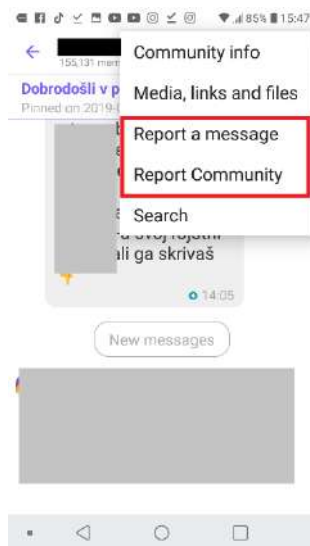 85% 15:47
Community info
155,131 mem
Dobrodošli v p
Media, links and files
Pinned on 2019-
Report a message
Report Community
Search
svoj rojstni
ali ga skrivaš
14:05
New messages